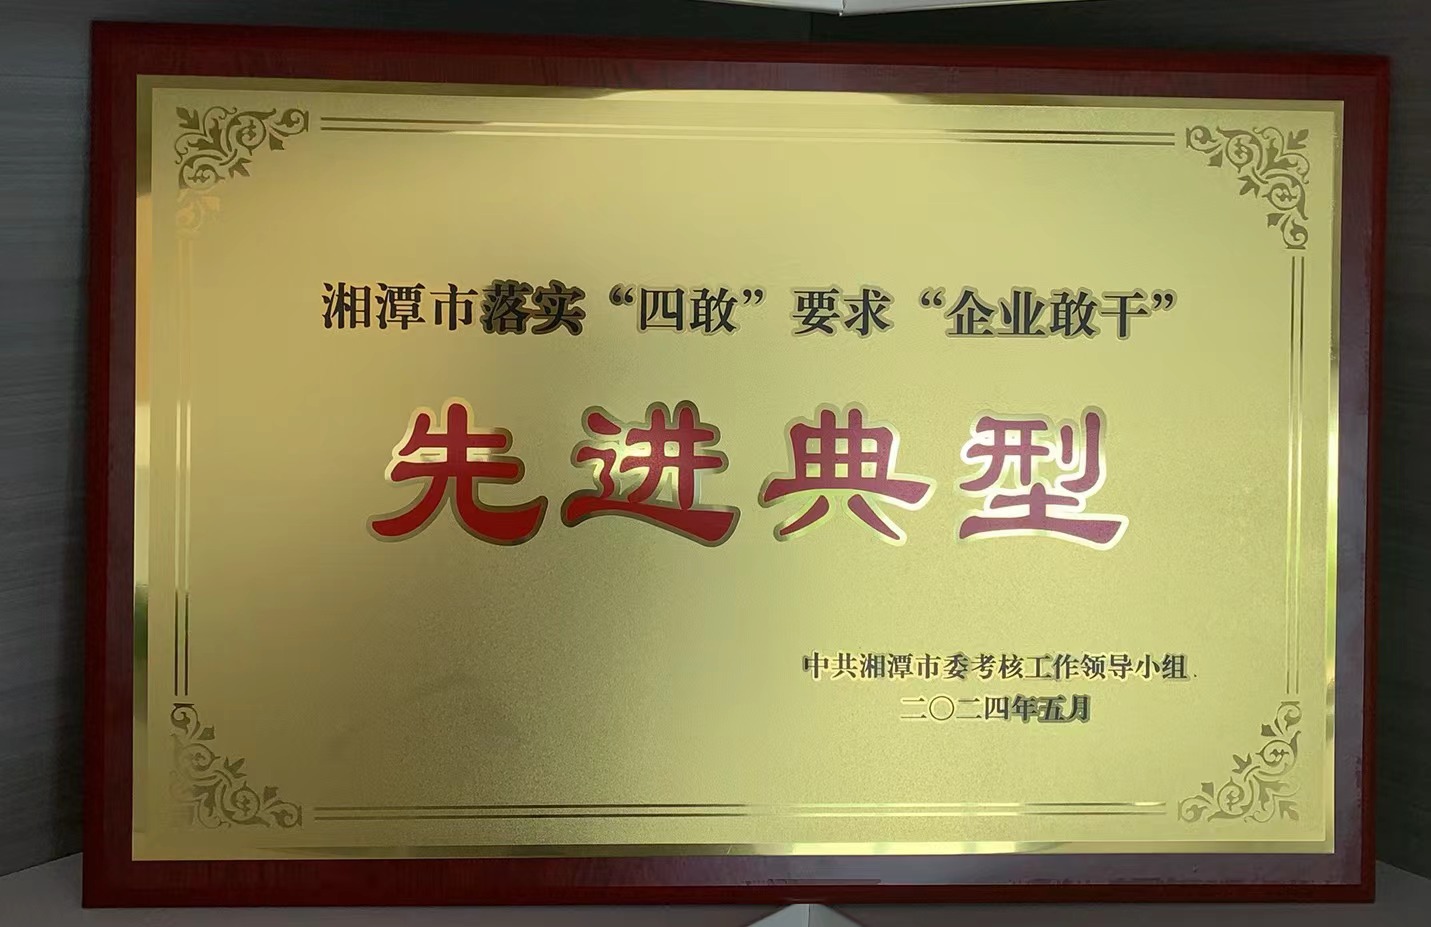 湘潭市落实“四敢”要求“企业敢干”
先进典型
中共湘潭市委考核工作领导小组
二〇二四年五月